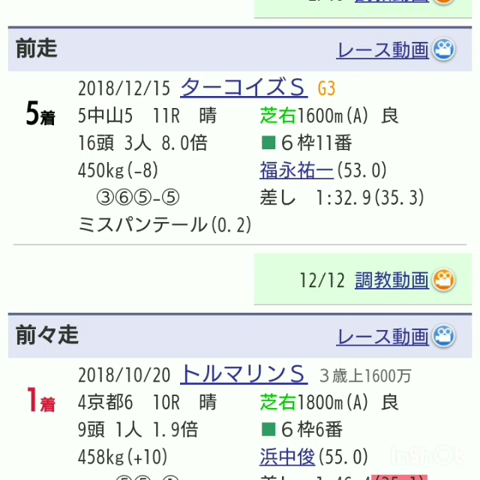 前走 レース動画
2018/12/15 ターコイズS G3
5着
5中山5 11R 晴 芝右1600m(A) 良
16頭 3人 8.0倍 ■6枠11番
450kg(-8) 福永祐一(53.0)
③⑥⑤-⑤ 差し 1:32.9(35.3)
ミスパンテール(0.2)
12/12 調教動画
前々走 レース動画
2018/10/20 トルマリンS 3歳上1600万
1着
4京都6 10R 晴 芝右1800m(A) 良
9頭 1人 1.9倍 ■6枠6番
458kg(+10) 浜中俊(55.0)